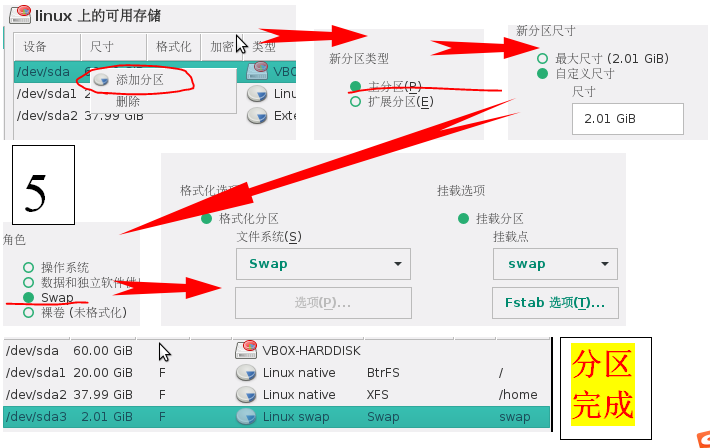 linux 上的可用存储
设备 尺寸 格式化 加密 类型
/dev/sda
添加分区
/dev/sda1
删除
/dev/sda2 37.99 GiB Exte
新分区类型
主分区(P)
扩展分区(E)
新分区尺寸
最大尺寸 (2.01 GiB)
自定义尺寸
尺寸
2.01 GiB
5
角色
操作系统
数据和独立软件供
Swap
裸卷 (未格式化)
格式化选项
格式化分区
文件系统(S)
Swap
选项(P)...
挂载选项
挂载分区
挂载点
swap
Fstab 选项(T)...
/dev/sda 60.00 GiB VBOX-HARDDISK
/dev/sda1 20.00 GiB F Linux native BtrFS /
/dev/sda2 37.99 GiB F Linux native XFS /home
/dev/sda3 2.01 GiB F Linux swap Swap swap
分区
完成